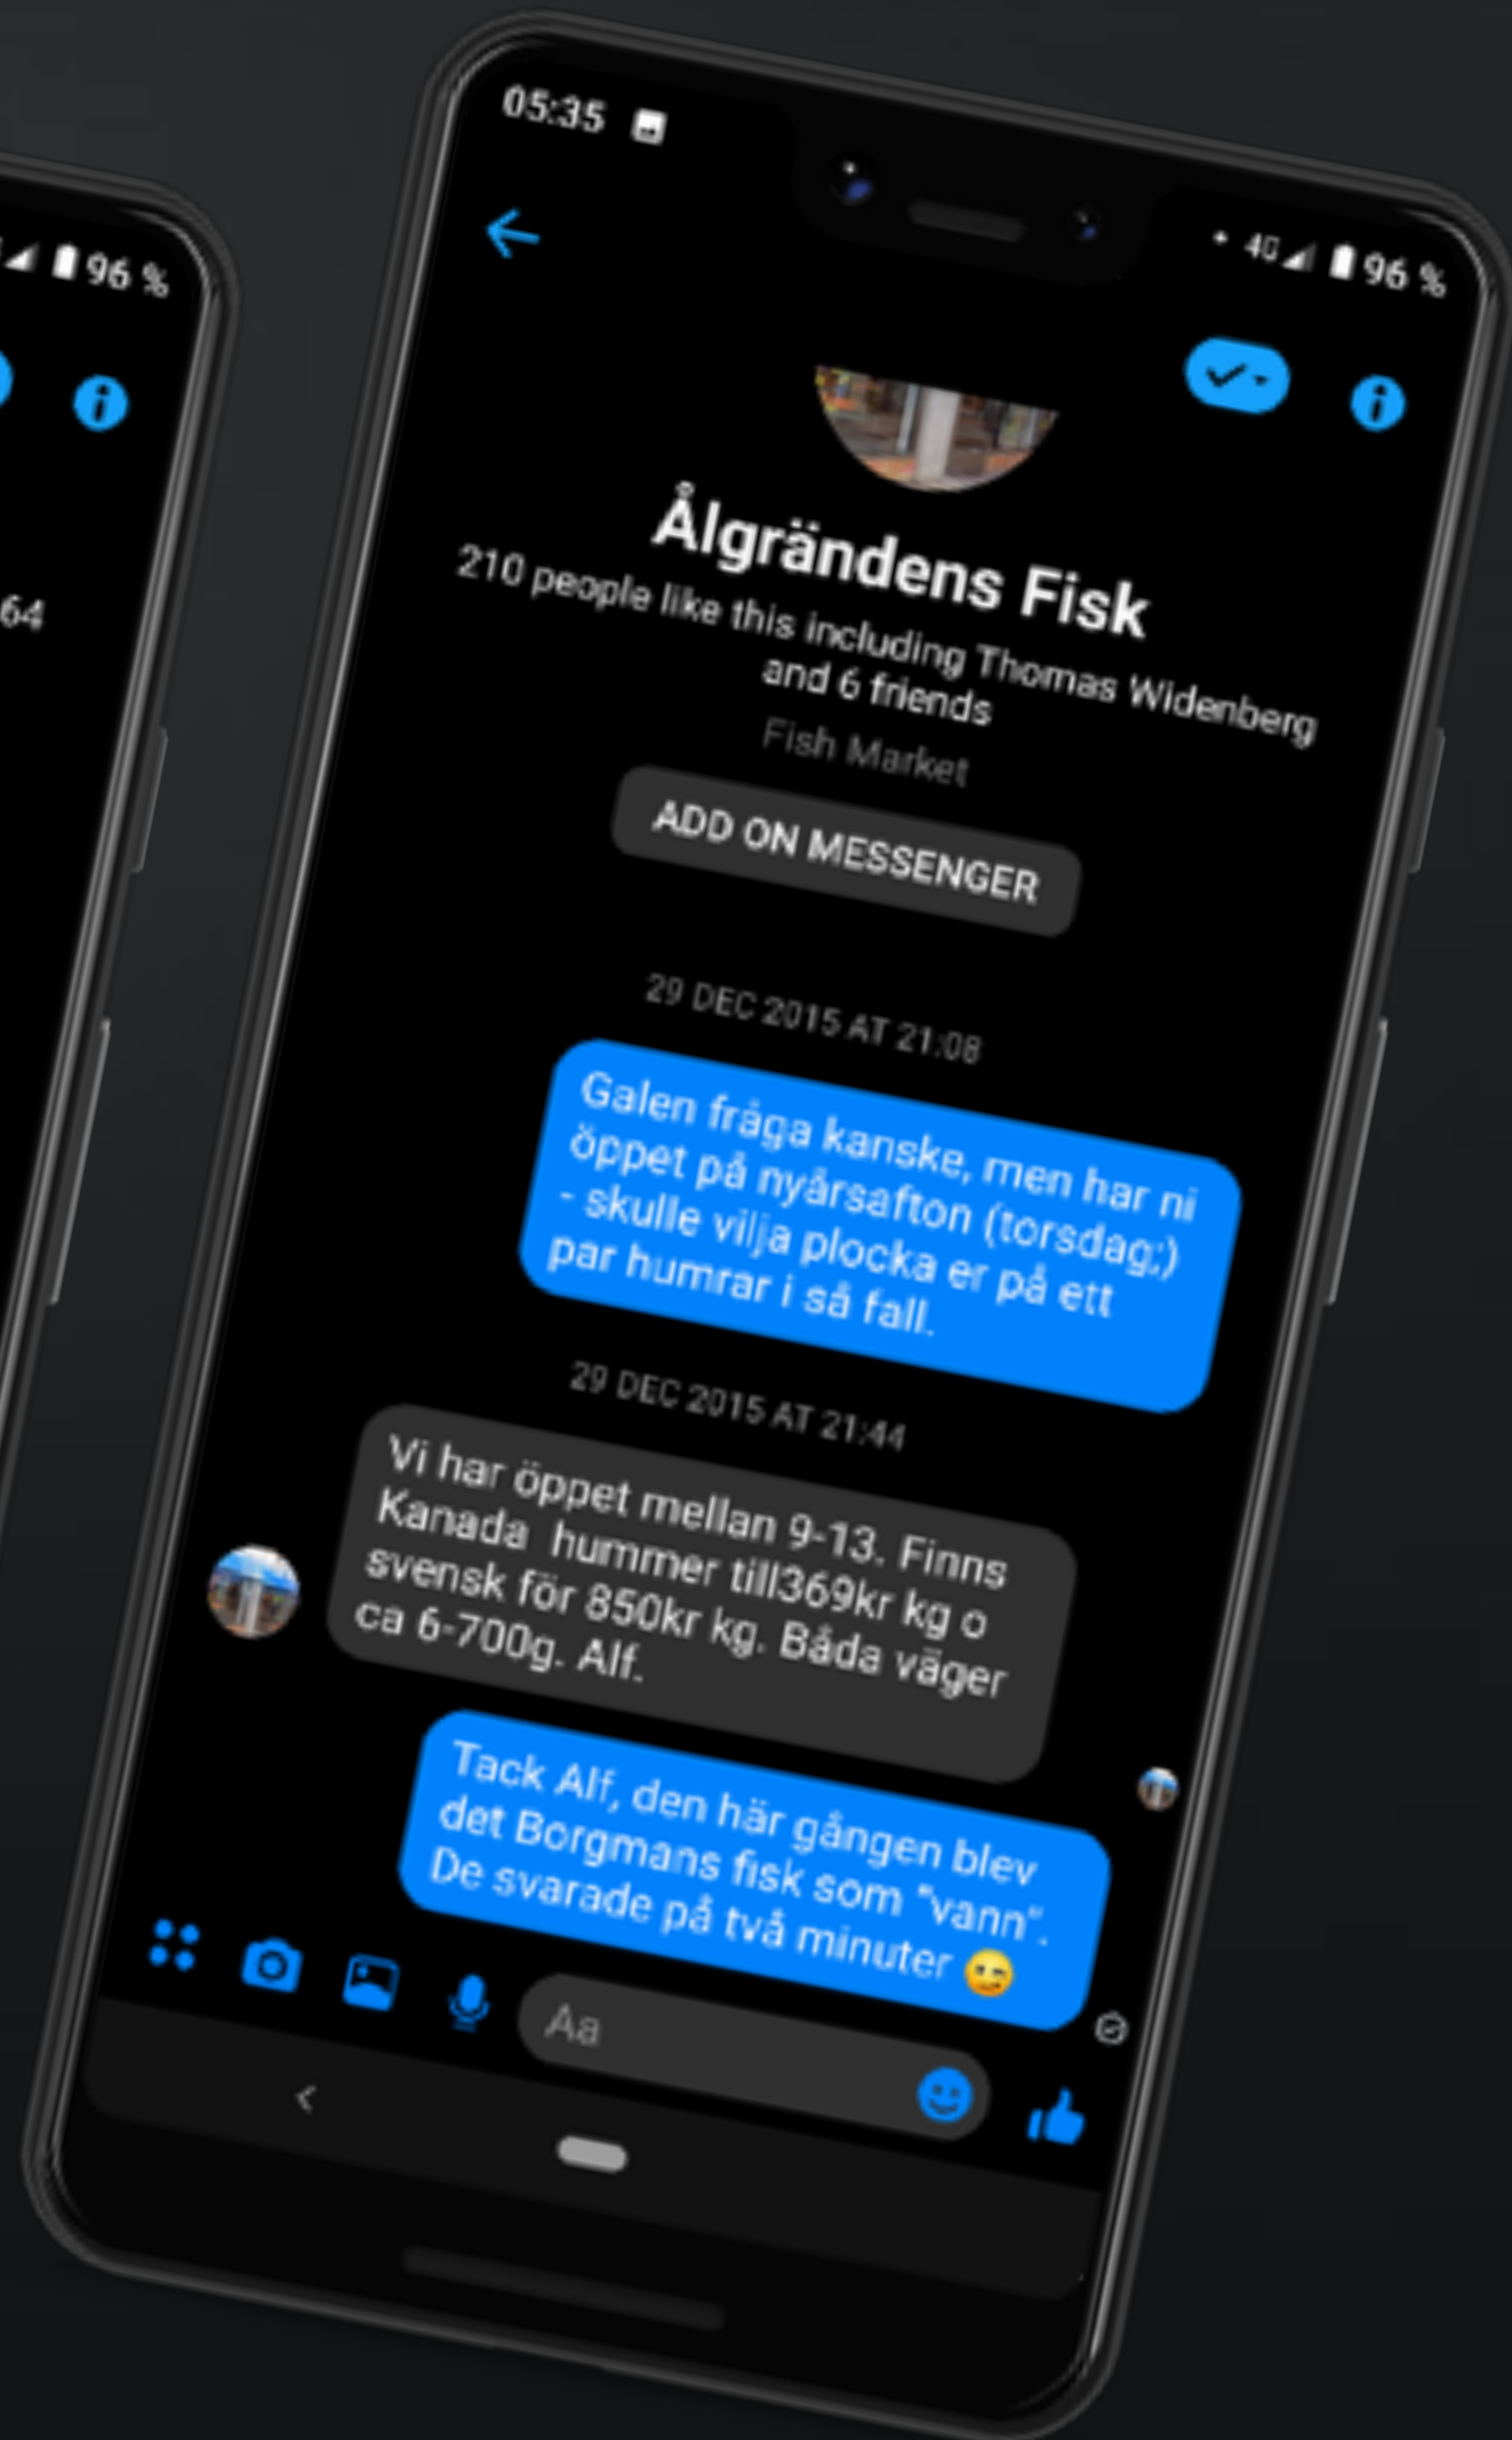 96 %
64
05:35
4G
96 %
Ålgrändens Fisk
210 people like this including Thomas Widenberg
and 6 friends
Fish Market
ADD ON MESSENGER
29 DEC 2015 AT 21:08
Galen fråga kanske, men har ni
öppet på nyårsafton (torsdag;)
- skulle vilja plocka er på ett
par humrar i så fall.
29 DEC 2015 AT 21:44
Vi har öppet mellan 9-13. Finns
Kanada  hummer till369kr kg o
svensk för 850kr kg. Båda väger
ca 6-700g. Alf.
Tack Alf, den här gången blev
det Borgmans fisk som "vann".
De svarade på två minuter 😉
Aa